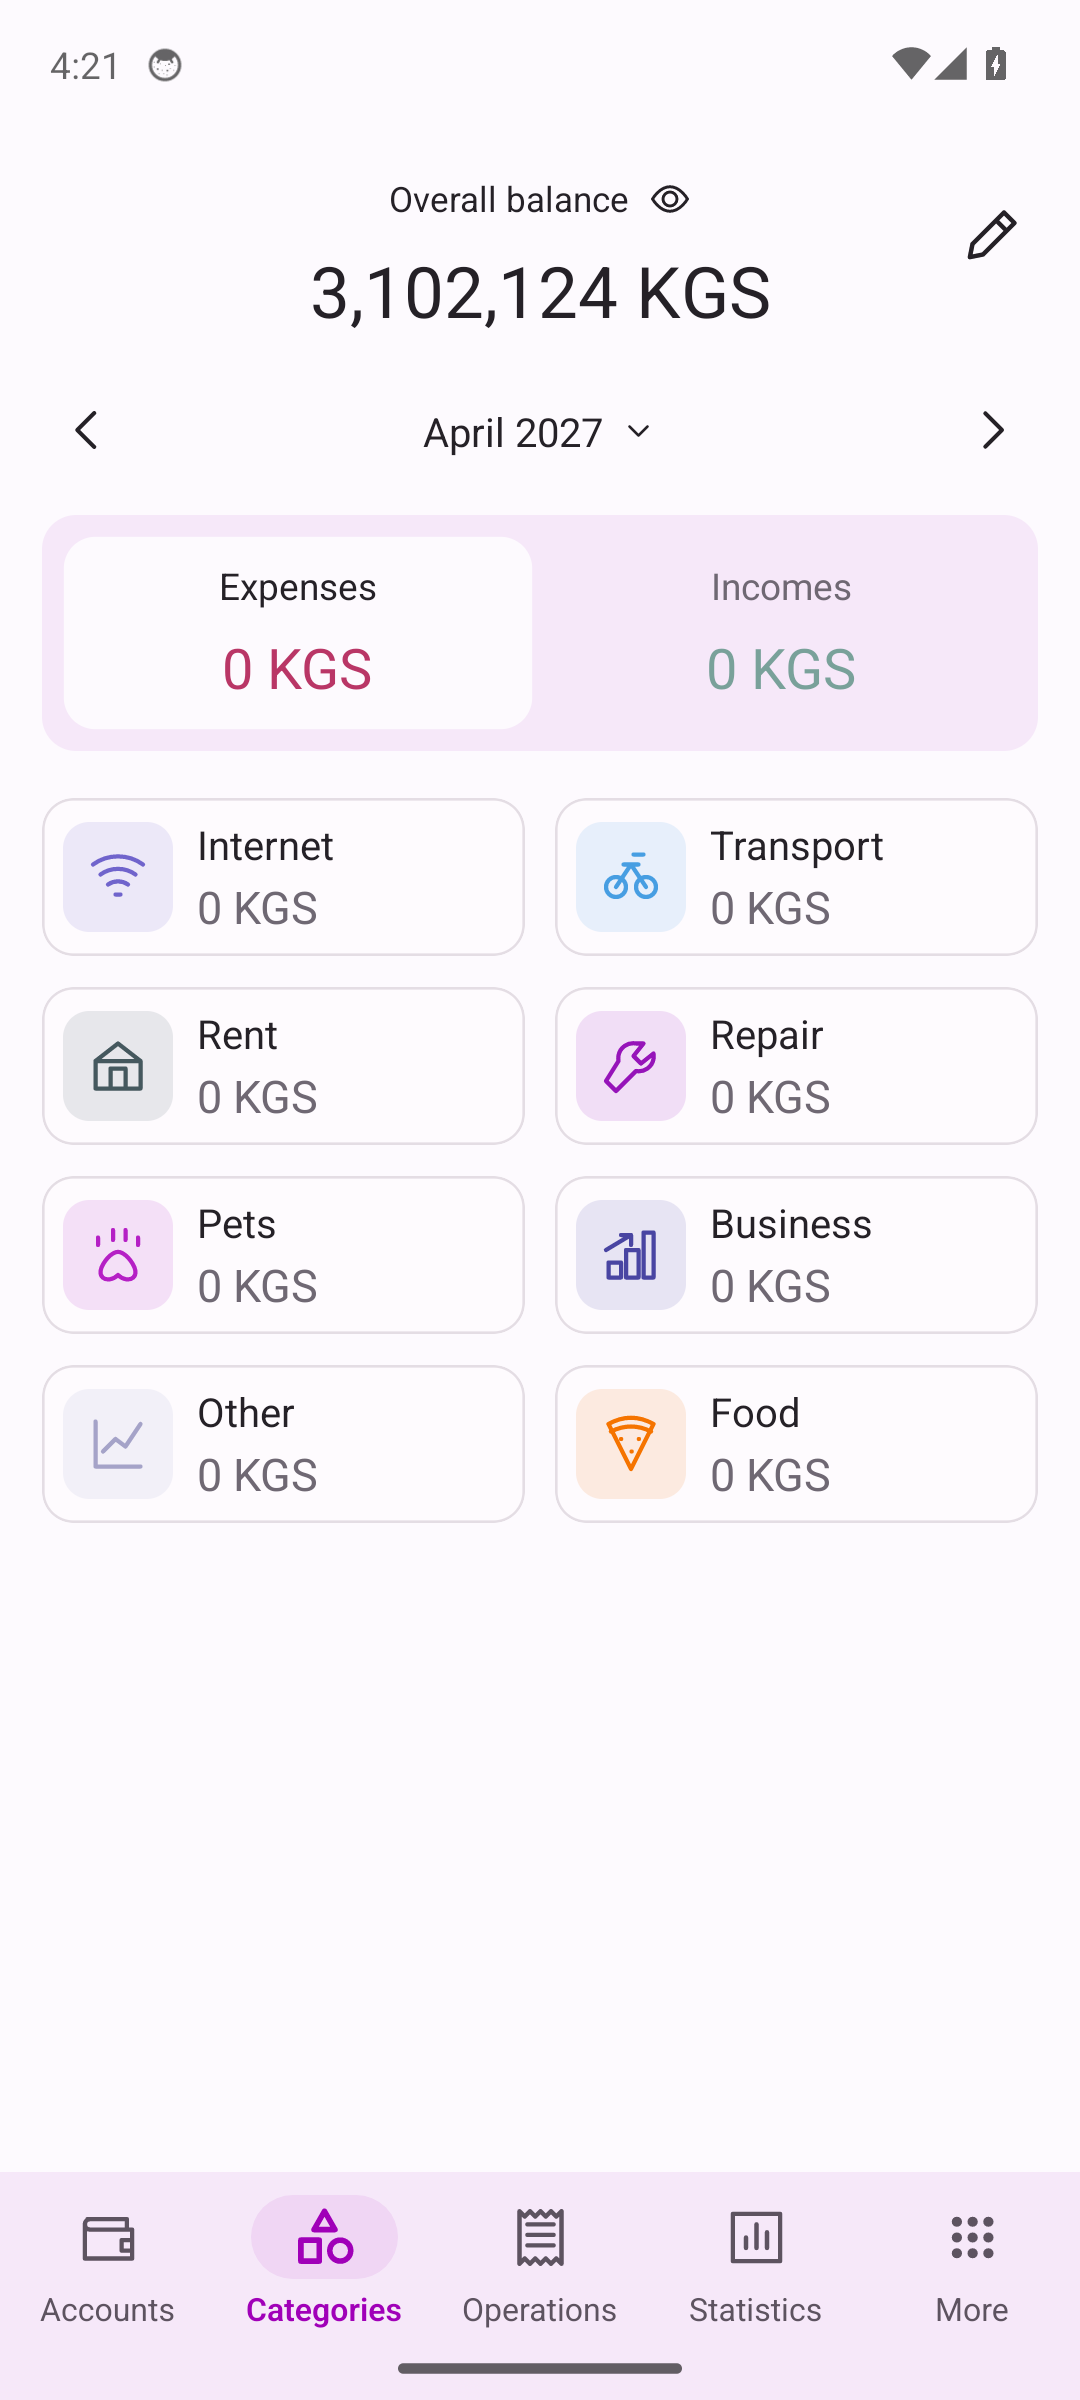 4:21
Overall balance
3,102,124 KGS
April 2027
Expenses
0 KGS
Incomes
0 KGS
Internet
0 KGS
Transport
0 KGS
Rent
0 KGS
Repair
0 KGS
Pets
0 KGS
Business
0 KGS
Other
0 KGS
Food
0 KGS
Accounts
Categories
Operations
Statistics
More